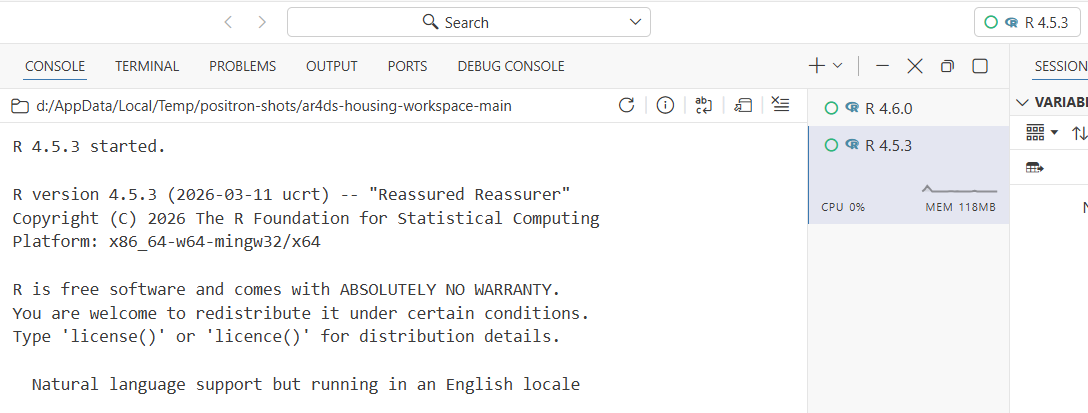 Search
R 4.5.3
CONSOLE TERMINAL PROBLEMS OUTPUT PORTS DEBUG CONSOLE
SESSION
d:/AppData/Local/Temp/positron-shots/ar4ds-housing-workspace-main
R 4.6.0
R 4.5.3
CPU 0% MEM 118MB
VARIAB
R 4.5.3 started.
R version 4.5.3 (2026-03-11 ucrt) -- "Reassured Reassurer"
Copyright (C) 2026 The R Foundation for Statistical Computing
Platform: x86_64-w64-mingw32/x64
R is free software and comes with ABSOLUTELY NO WARRANTY.
You are welcome to redistribute it under certain conditions.
Type 'license()' or 'licence()' for distribution details.
Natural language support but running in an English locale